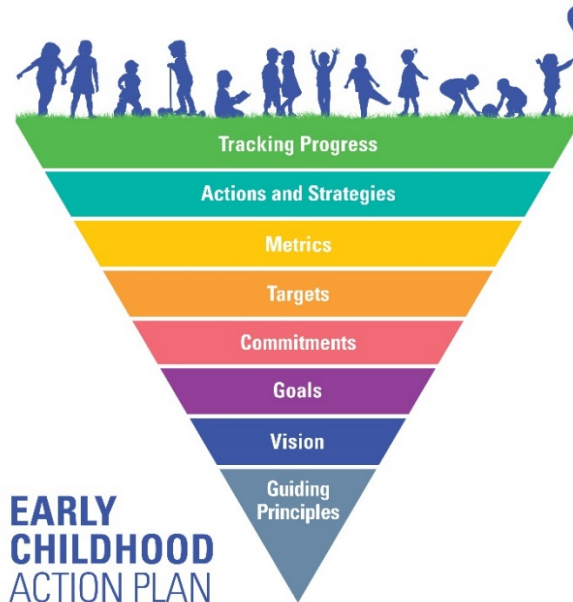 Tracking Progress
Actions and Strategies
Metrics
Targets
Commitments
Goals
Vision
Guiding
Principles
EARLY
CHILDHOOD
ACTION PLAN